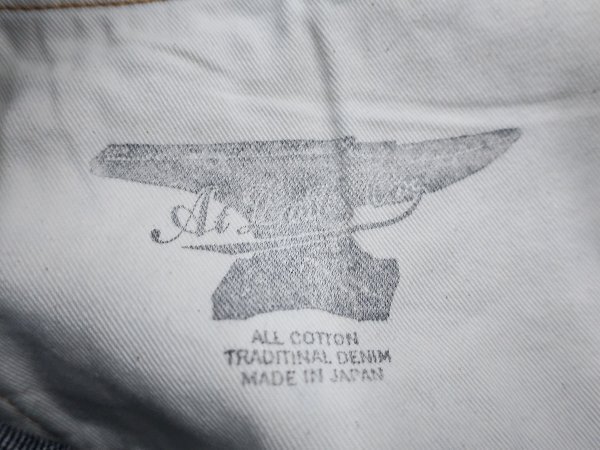 ALL COTTON
TRADITINAL DENIM
MADE IN JAPAN